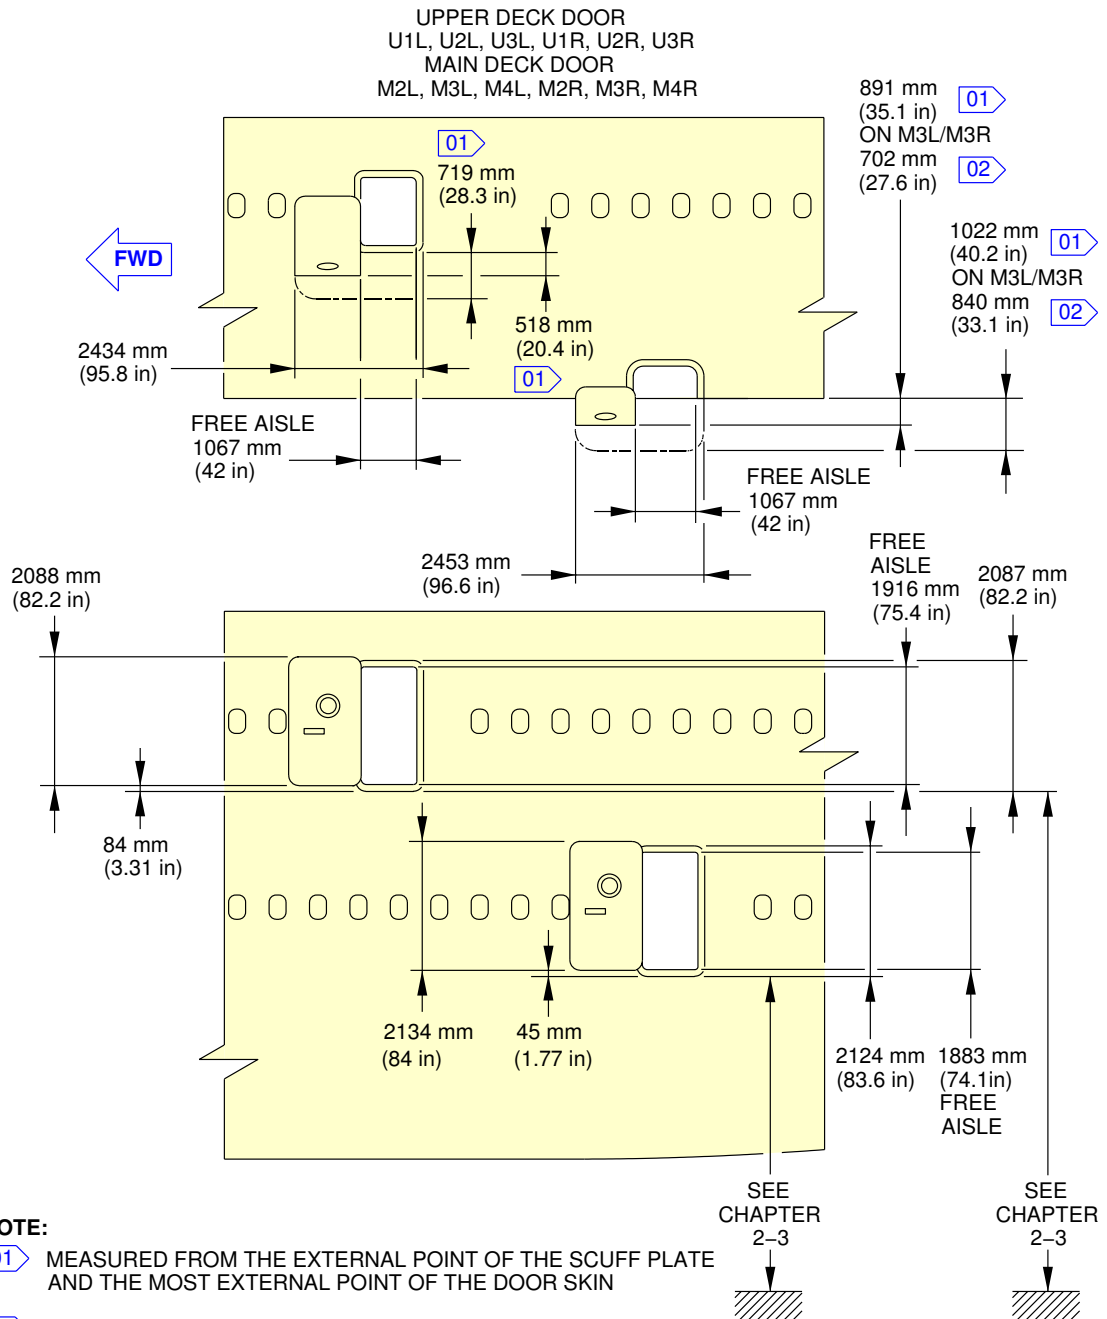 UPPER DECK DOOR
U1L, U2L, U3L, U1R, U2R, U3R
MAIN DECK DOOR
M2L, M3L, M4L, M2R, M3R, M4R
891 mm
(35.1 in)
01
ON M3L/M3R
702 mm
(27.6 in)
02
01
719 mm
(28.3 in)
1022 mm
(40.2 in)
01
ON M3L/M3R
840 mm
(33.1 in)
02
FWD
518 mm
(20.4 in)
01
2434 mm
(95.8 in)
FREE AISLE
1067 mm
(42 in)
FREE AISLE
1067 mm
(42 in)
2453 mm
(96.6 in)
FREE
AISLE
1916 mm
(75.4 in)
2087 mm
(82.2 in)
2088 mm
(82.2 in)
84 mm
(3.31 in)
2134 mm
(84 in)
45 mm
(1.77 in)
2124 mm
(83.6 in)
1883 mm
(74.1in)
FREE
AISLE
SEE
CHAPTER
2–3
SEE
CHAPTER
2–3
OTE:
01 MEASURED FROM THE EXTERNAL POINT OF THE SCUFF PLATE
AND THE MOST EXTERNAL POINT OF THE DOOR SKIN